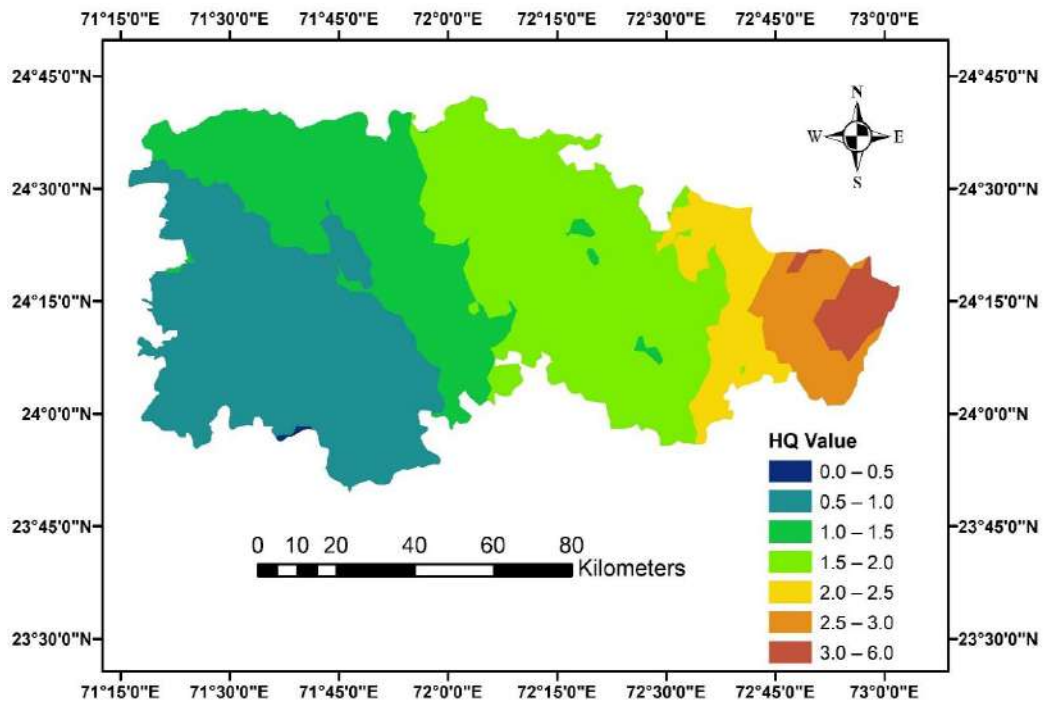 71°15'0"E 71°30'0"E 71°45'0"E 72°0'0"E 72°15'0"E 72°30'0"E 72°45'0"E 73°0'0"E
24°45'0"N 24°45'0"N
N
W E
S
24°30'0"N 24°30'0"N
24°15'0"N 24°15'0"N
24°0'0"N 24°0'0"N
HQ Value
0.0 – 0.5
0.5 – 1.0
1.0 – 1.5
1.5 – 2.0
2.0 – 2.5
2.5 – 3.0
3.0 – 6.0
23°45'0"N 23°45'0"N
0 10 20 40 60 80
Kilometers
23°30'0"N 23°30'0"N
71°15'0"E 71°30'0"E 71°45'0"E 72°0'0"E 72°15'0"E 72°30'0"E 72°45'0"E 73°0'0"E